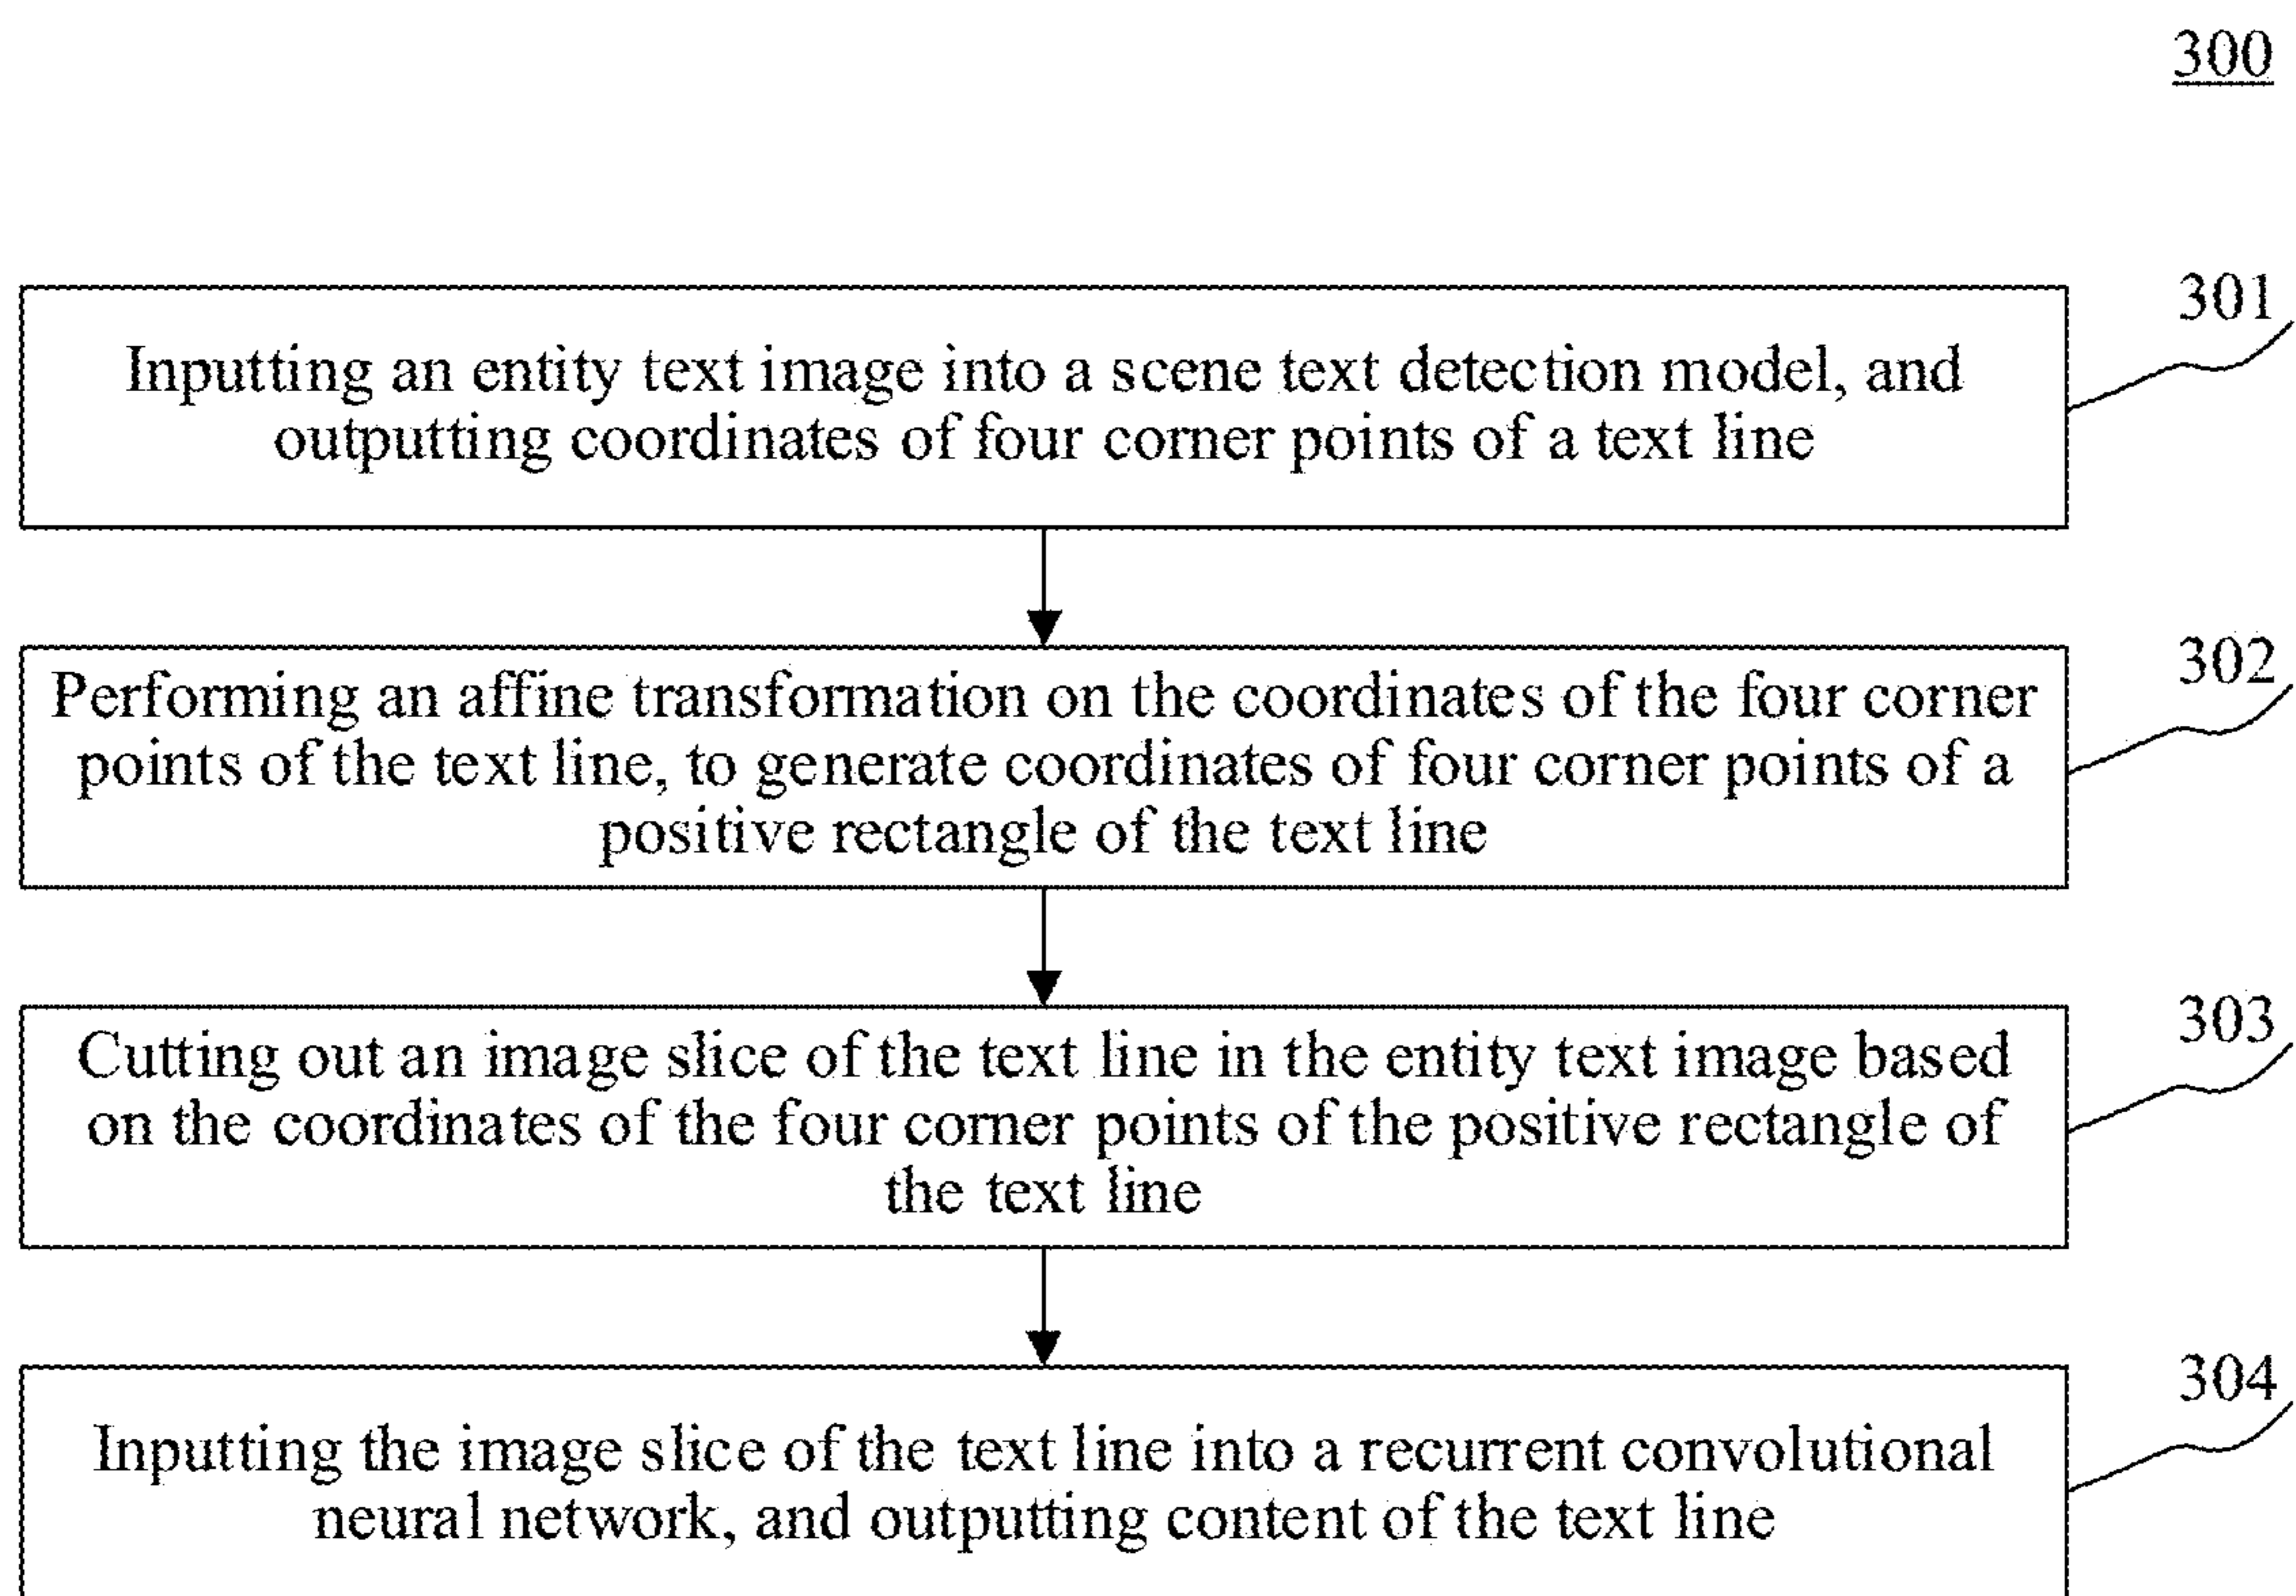 300
301
Inputting an entity text image into a scene text detection model, and
outputting coordinates of four corner points of a text line
302
Performing an affine transformation on the coordinates of the four corner
points of the text line, to generate coordinates of four corner points of a
positive rectangle of the text line
303
Cutting out an image slice of the text line in the entity text image based
on the coordinates of the four corner points of the positive rectangle of
the text line
304
Inputting the image slice of the text line into a recurrent convolutional
neural network, and outputting content of the text line